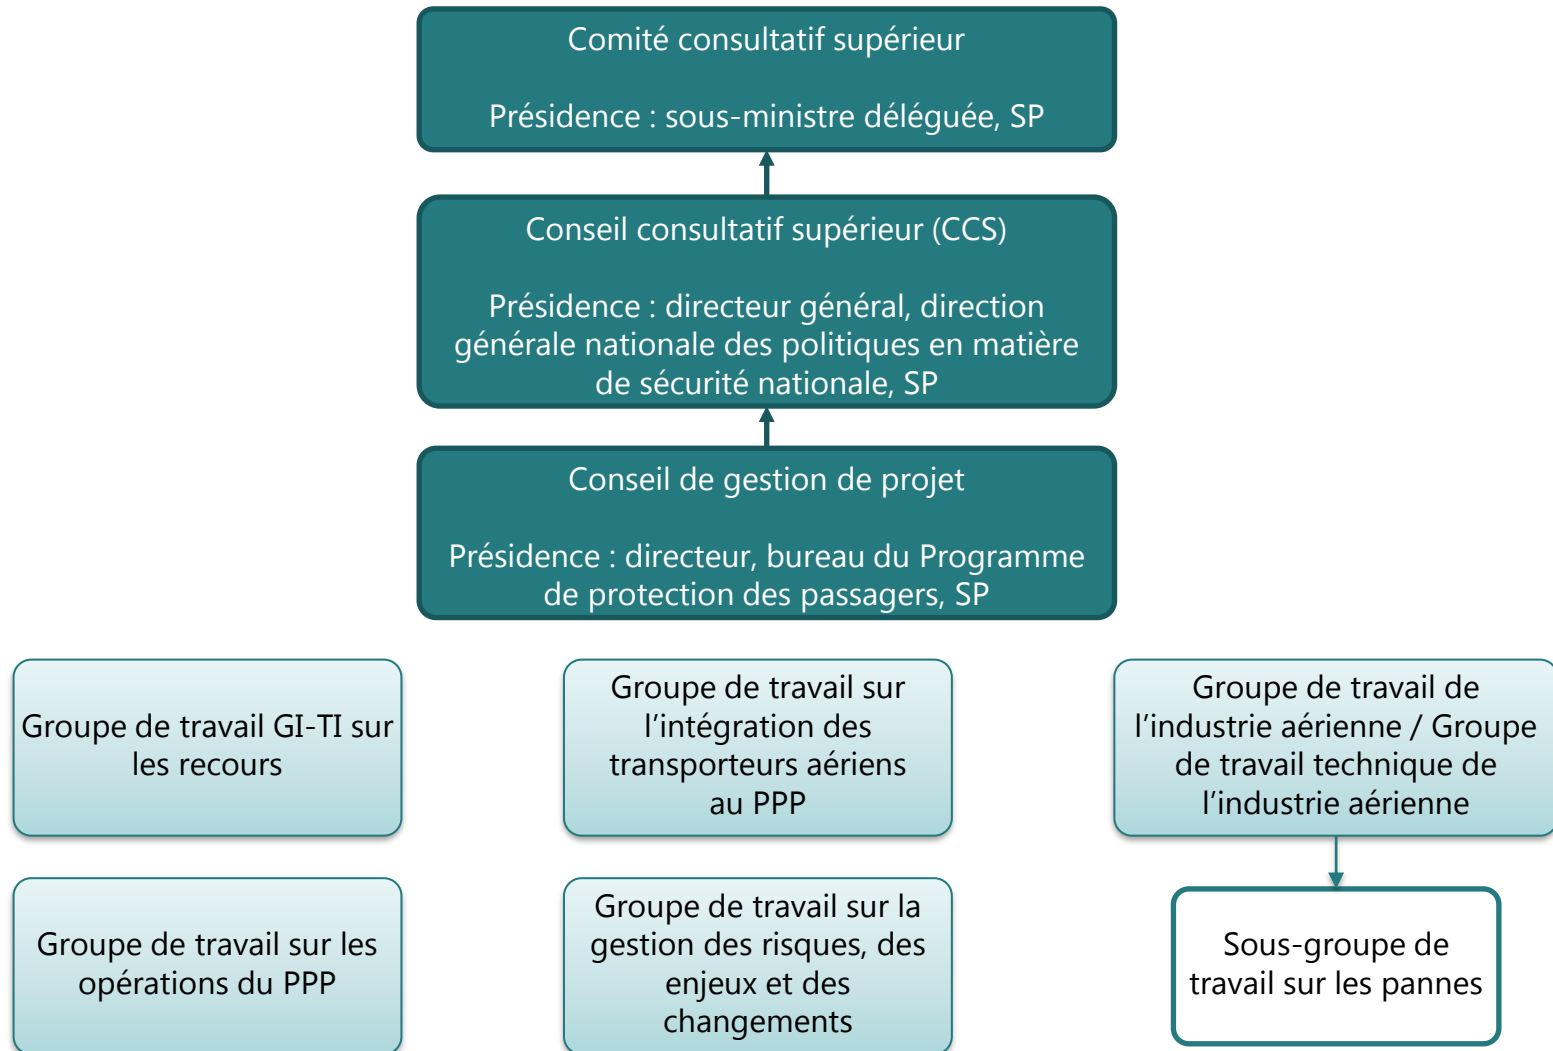 Comité consultatif supérieur
Présidence : sous-ministre déléguée, SP
Conseil consultatif supérieur (CCS)
Présidence : directeur général, direction
générale nationale des politiques en matière
de sécurité nationale, SP
Conseil de gestion de projet
Présidence : directeur, bureau du Programme
de protection des passagers, SP
Groupe de travail GI-TI sur
les recours
Groupe de travail sur
l’intégration des
transporteurs aériens
au PPP
Groupe de travail de
l’industrie aérienne / Groupe
de travail technique de
l’industrie aérienne
Groupe de travail sur les
opérations du PPP
Groupe de travail sur la
gestion des risques, des
enjeux et des
changements
Sous-groupe de
travail sur les pannes